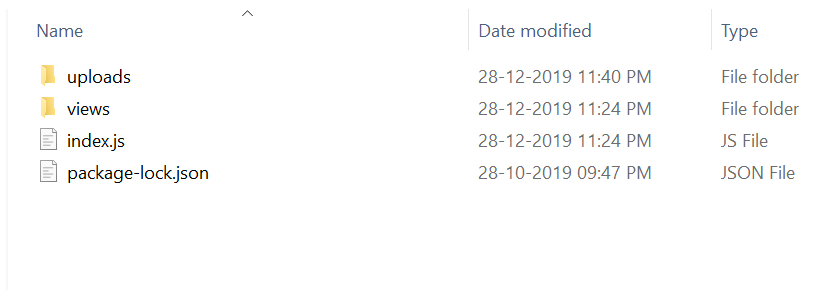 Name Date modified Type
uploads 28-12-2019 11:40 PM File folder
views 28-12-2019 11:24 PM File folder
index.js 28-12-2019 11:24 PM JS File
package-lock.json 28-10-2019 09:47 PM JSON File